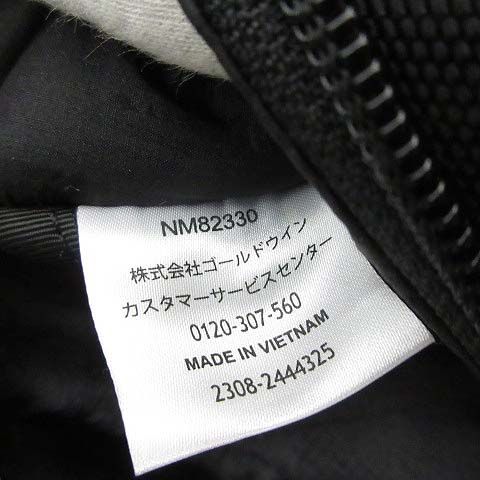 NM82330
株式会社ゴールドウイン
カスタマーサービスセンター
0120-307-560
MADE IN VIETNAM
2308-2444325